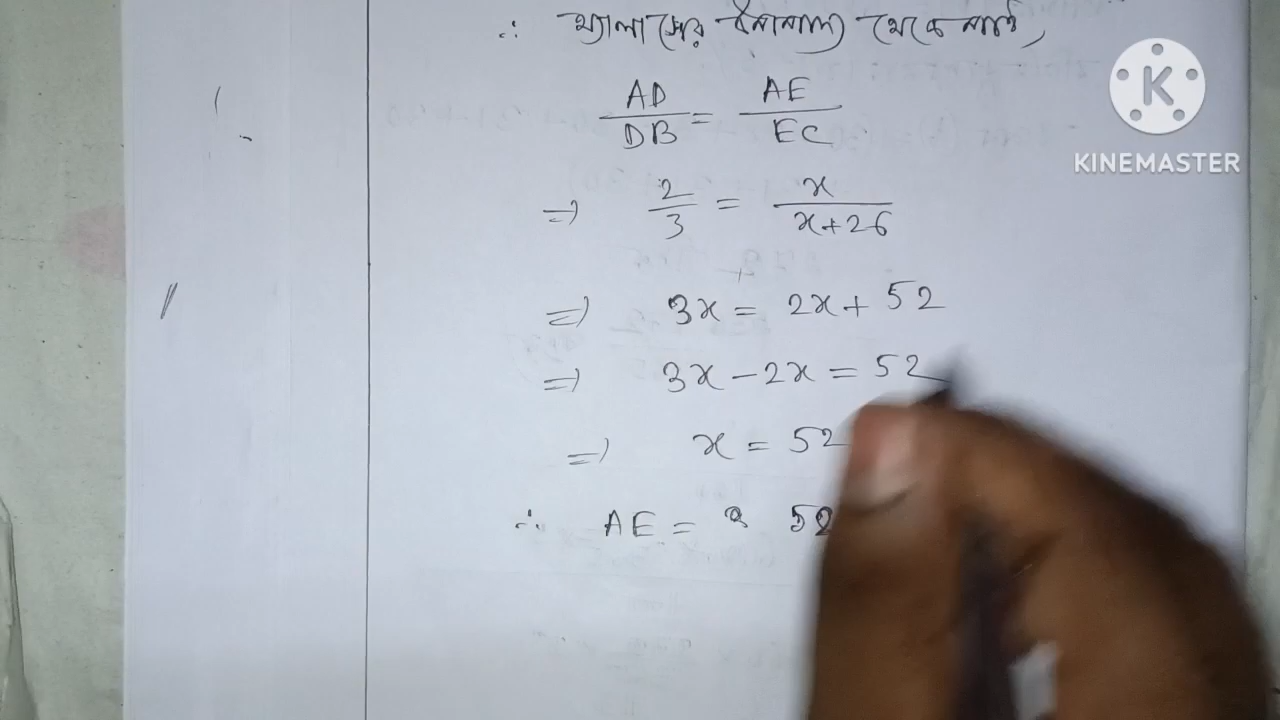 ∴ থ্যালাসের উপপাদ্য থেকে পাই,
AD/DB = AE/EC
⇒ 2/3 = x/x+26
⇒ 3x = 2x + 52
⇒ 3x − 2x = 52
⇒ x = 52
∴ AE = 52
K
KINEMASTER